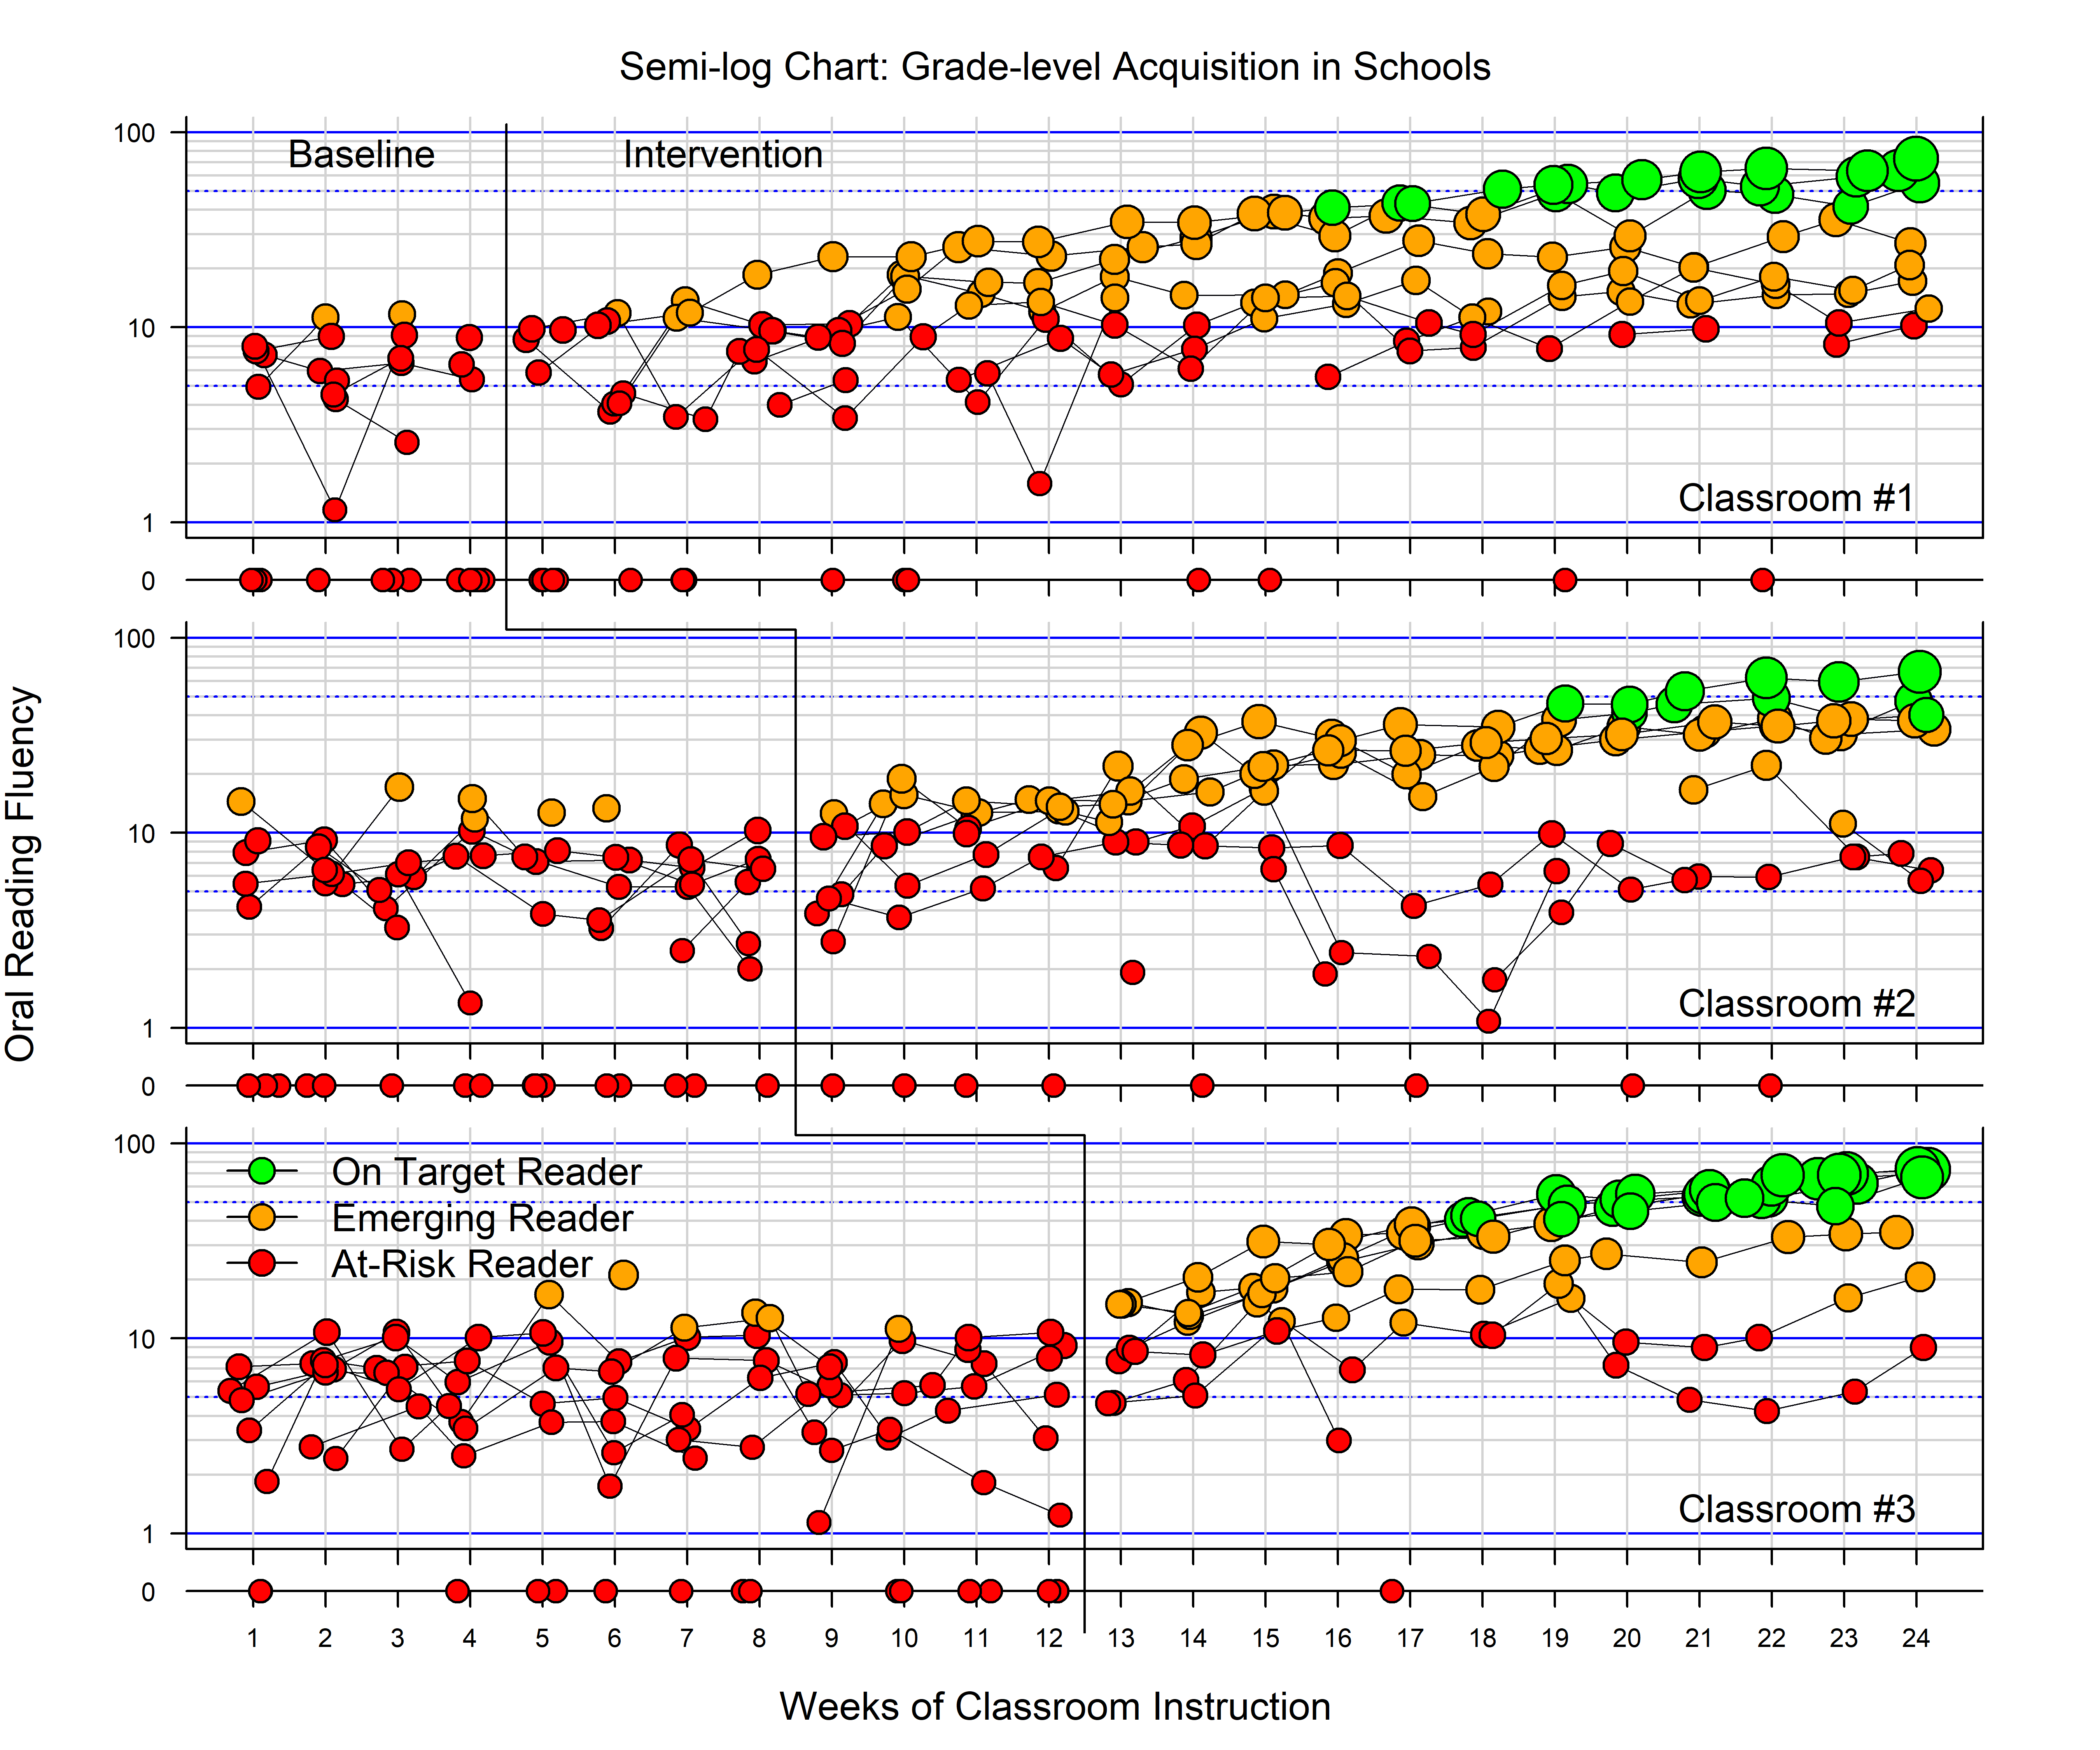 Semi-log Chart: Grade-level Acquisition in Schools
Baseline Intervention
100
10
1
0
Classroom #1
Oral Reading Fluency
100
10
1
0
Classroom #2
100
10
1
0
On Target Reader
Emerging Reader
At-Risk Reader
Classroom #3
1 2 3 4 5 6 7 8 9 10 11 12 13 14 15 16 17 18 19 20 21 22 23 24
Weeks of Classroom Instruction